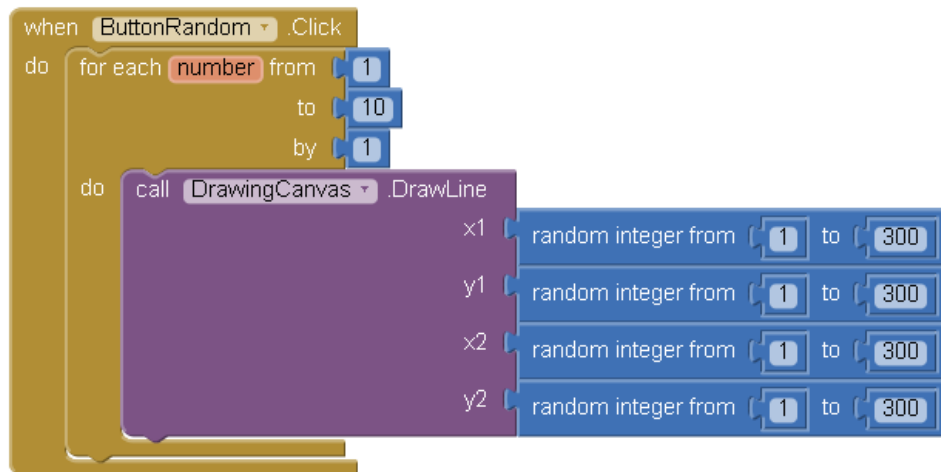 when ButtonRandom .Click
do for each number from 1
to 10
by 1
do call DrawingCanvas .DrawLine
x1 random integer from 1 to 300
y1 random integer from 1 to 300
x2 random integer from 1 to 300
y2 random integer from 1 to 300